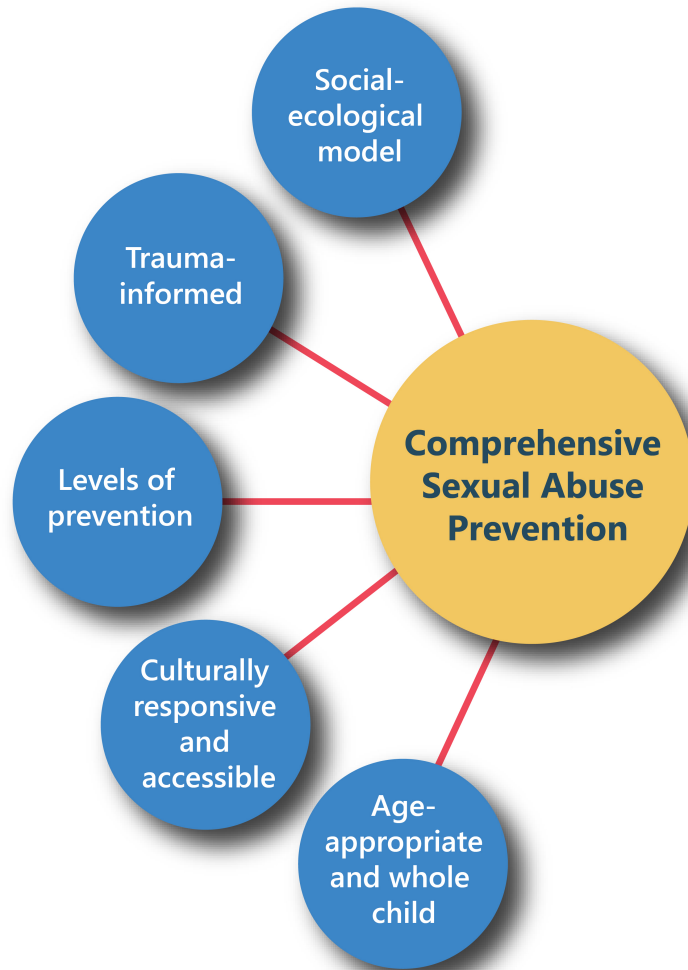 Social-
ecological
model
Trauma-
informed
Levels of
prevention
Comprehensive
Sexual Abuse
Prevention
Culturally
responsive
and
accessible
Age-
appropriate
and whole
child